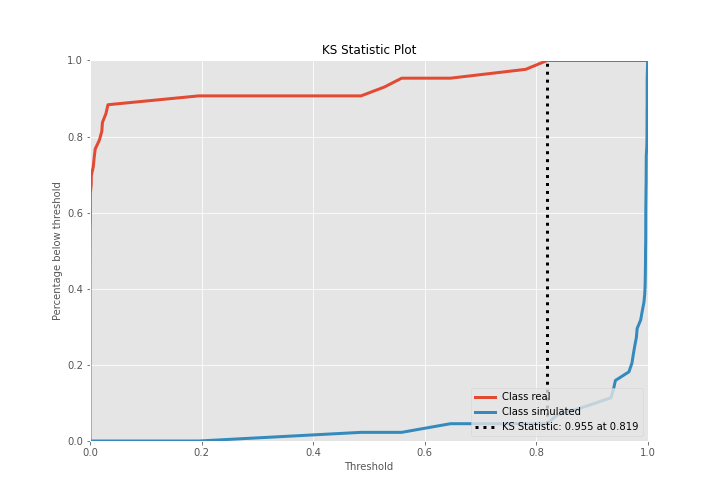 KS Statistic Plot
Percentage below threshold
1.0
0.8
0.6
0.4
0.2
0.0
0.0 0.2 0.4 0.6 0.8 1.0
Threshold
Class real
Class simulated
KS Statistic: 0.955 at 0.819